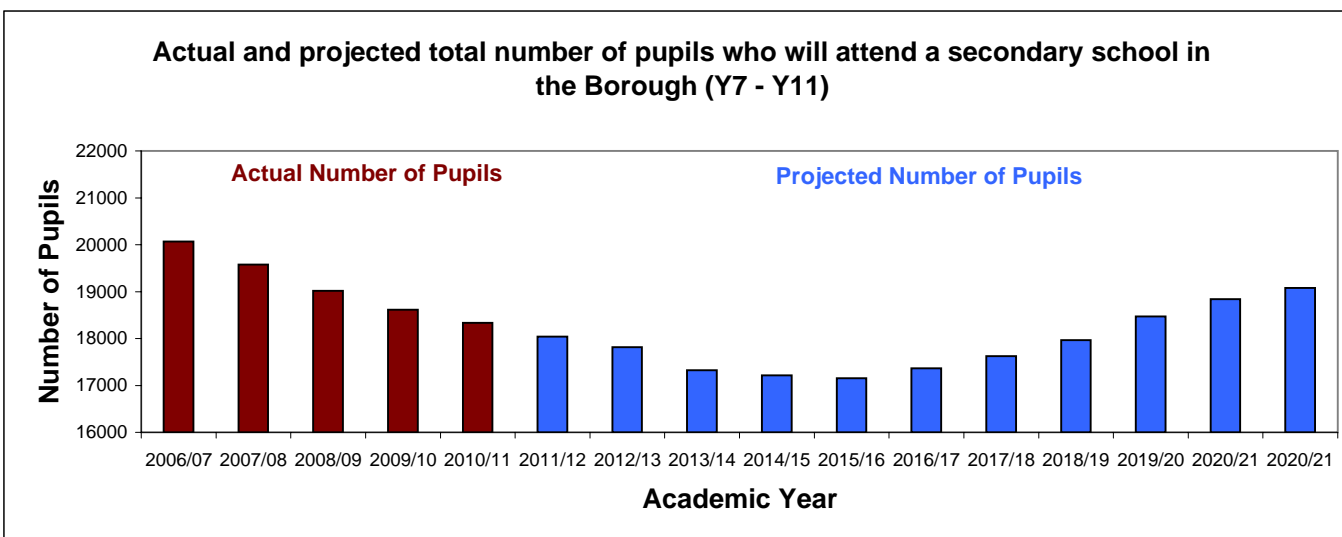 Actual and projected total number of pupils who will attend a secondary school in
the Borough (Y7 - Y11)
22000
21000
20000
19000
18000
17000
16000
Number of Pupils
Actual Number of Pupils
Projected Number of Pupils
2006/07 2007/08 2008/09 2009/10 2010/11 2011/12 2012/13 2013/14 2014/15 2015/16 2016/17 2017/18 2018/19 2019/20 2020/21 2020/21
Academic Year